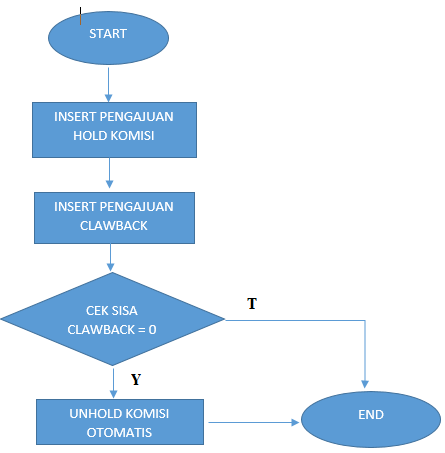 START
INSERT PENGAJUAN
HOLD KOMISI
INSERT PENGAJUAN
CLAWBACK
CEK SISA
CLAWBACK = 0
T
Y
UNHOLD KOMISI
OTOMATIS
END